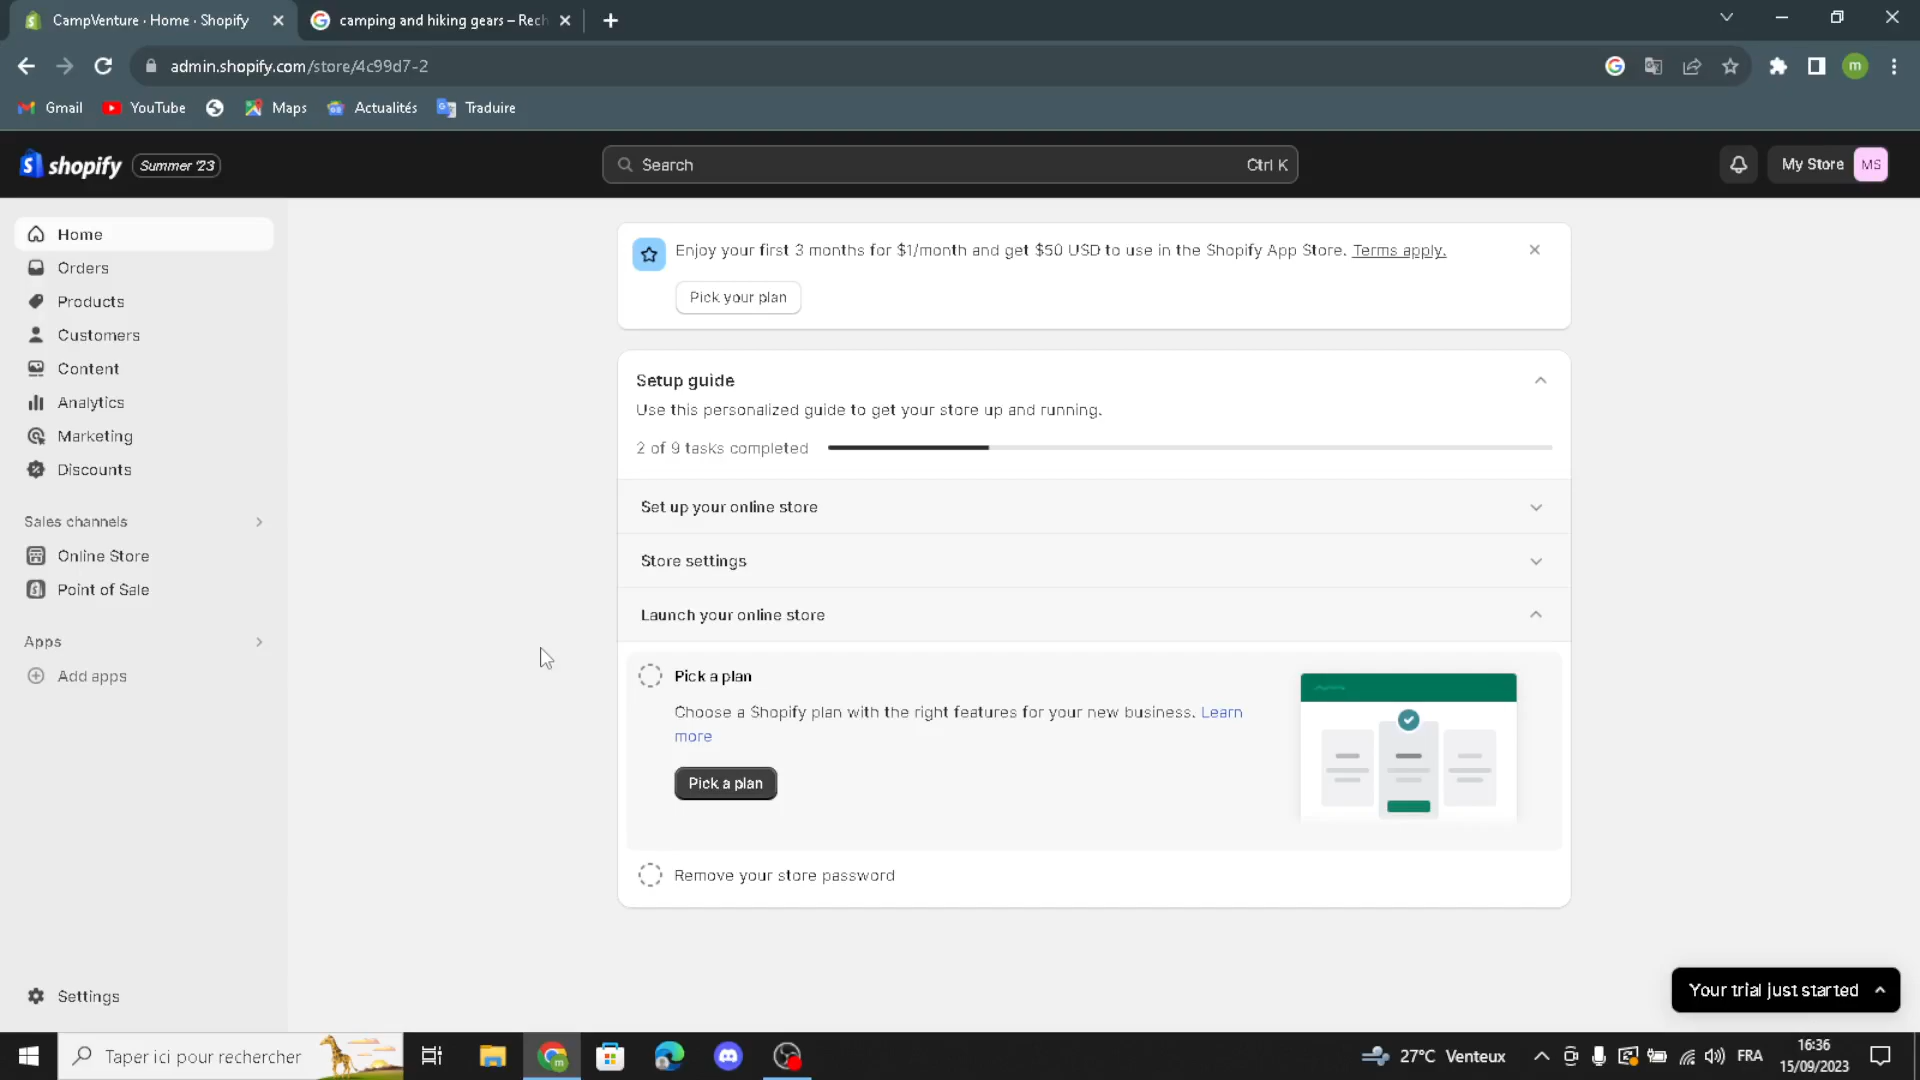 CampVenture · Home · Shopify
camping and hiking gears – Rech
admin.shopify.com/store/4c99d7-2
m
Gmail
YouTube
Maps
Actualités
Traduire
shopify
Summer '23
Search
Ctrl K
My Store
MS
Home
Orders
Products
Customers
Content
Analytics
Marketing
Discounts
Sales channels
Online Store
Point of Sale
Apps
Add apps
Settings
Enjoy your first 3 months for $1/month and get $50 USD to use in the Shopify App Store. Terms apply.
Pick your plan
Setup guide
Use this personalized guide to get your store up and running.
2 of 9 tasks completed
Set up your online store
Store settings
Launch your online store
Pick a plan
Choose a Shopify plan with the right features for your new business. Learn
more
Pick a plan
Remove your store password
Your trial just started
Taper ici pour rechercher
27°C Venteux
FRA
16:36
15/09/2023